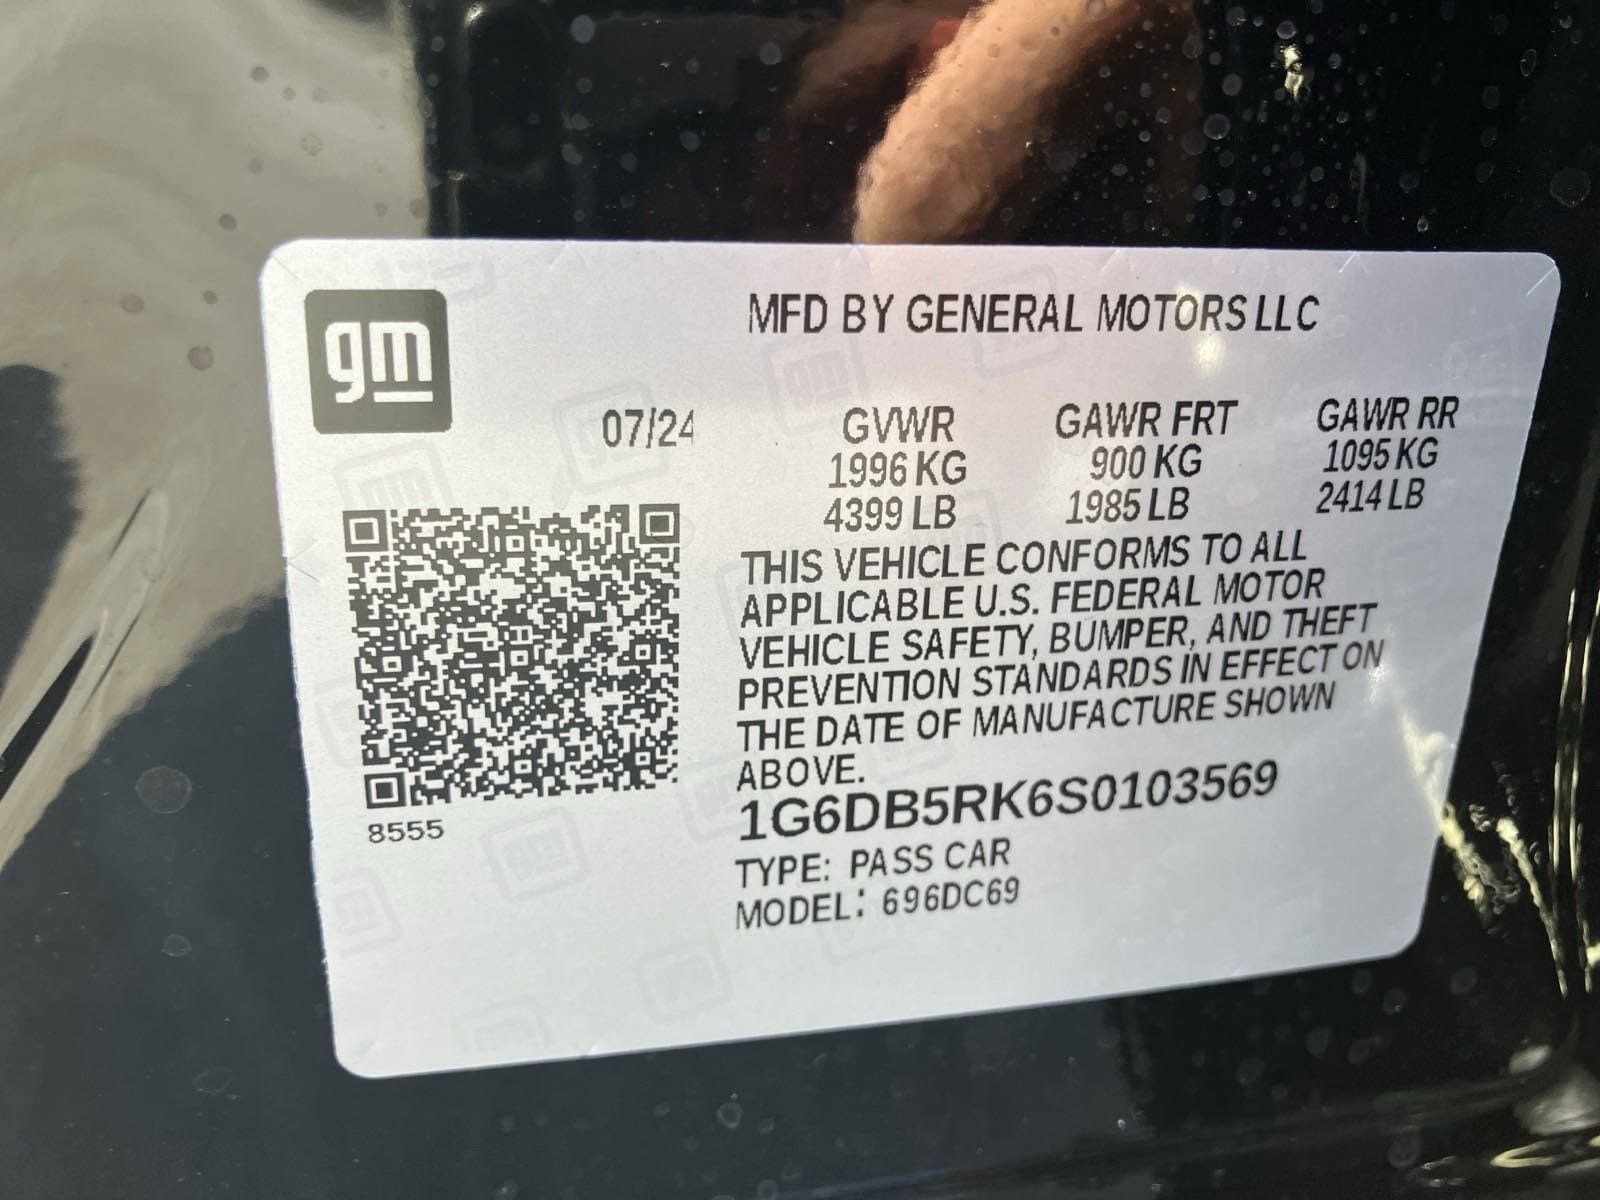 gm
MFD BY GENERAL MOTORS LLC
07/24
GVWR GAWR FRT GAWR RR
1996 KG 900 KG 1095 KG
4399 LB 1985 LB 2414 LB
THIS VEHICLE CONFORMS TO ALL
APPLICABLE U.S. FEDERAL MOTOR
VEHICLE SAFETY, BUMPER, AND THEFT
PREVENTION STANDARDS IN EFFECT ON
THE DATE OF MANUFACTURE SHOWN
ABOVE.
1G6DB5RK6S0103569
TYPE: PASS CAR
MODEL: 696DC69
8555